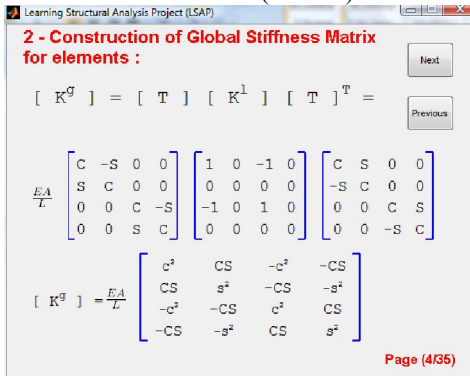 Learning Structural Analysis Project (LSAP)
2 - Construction of Global Stiffness Matrix
for elements :
Next
[ K^g ] = [ T ] [ K^l ] [ T ]^T =
Previous
EA/L [C -S 0 0] [1 0 -1 0] [C S 0 0]
[S C 0 0] [0 0 0 0] [-S C 0 0]
[0 0 C -S] [-1 0 1 0] [0 0 C S]
[0 0 S C] [0 0 0 0] [0 0 -S C]
[ K^g ] = EA/L [c² CS -c² -CS]
[CS s² -CS -s²]
[-c² -CS c² CS]
[-CS -s² CS s²]
Page (4/35)